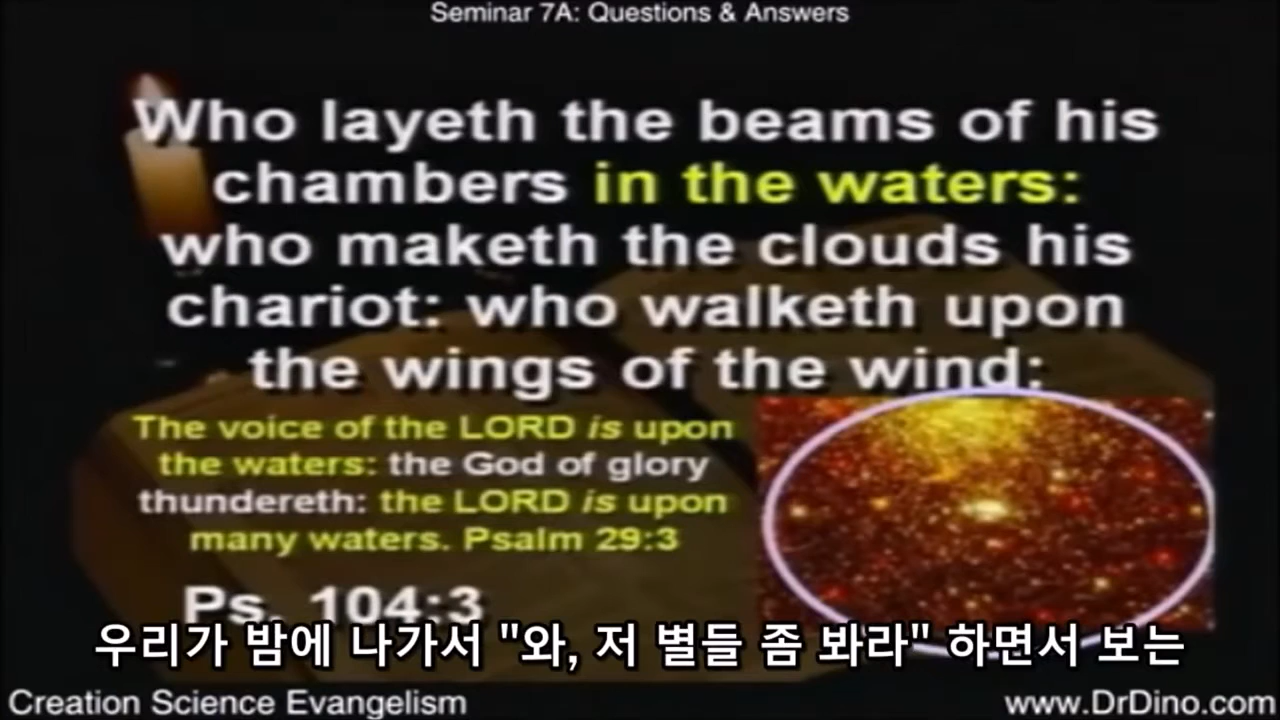 Seminar 7A: Questions & Answers
Who layeth the beams of his
chambers in the waters:
who maketh the clouds his
chariot: who walketh upon
the wings of the wind:
The voice of the LORD is upon
the waters: the God of glory
thundereth: the LORD is upon
many waters. Psalm 29:3
Ps. 104:3
우리가 밤에 나가서 "와, 저 별들 좀 봐라" 하면서 보는
Creation Science Evangelism
www.DrDino.com